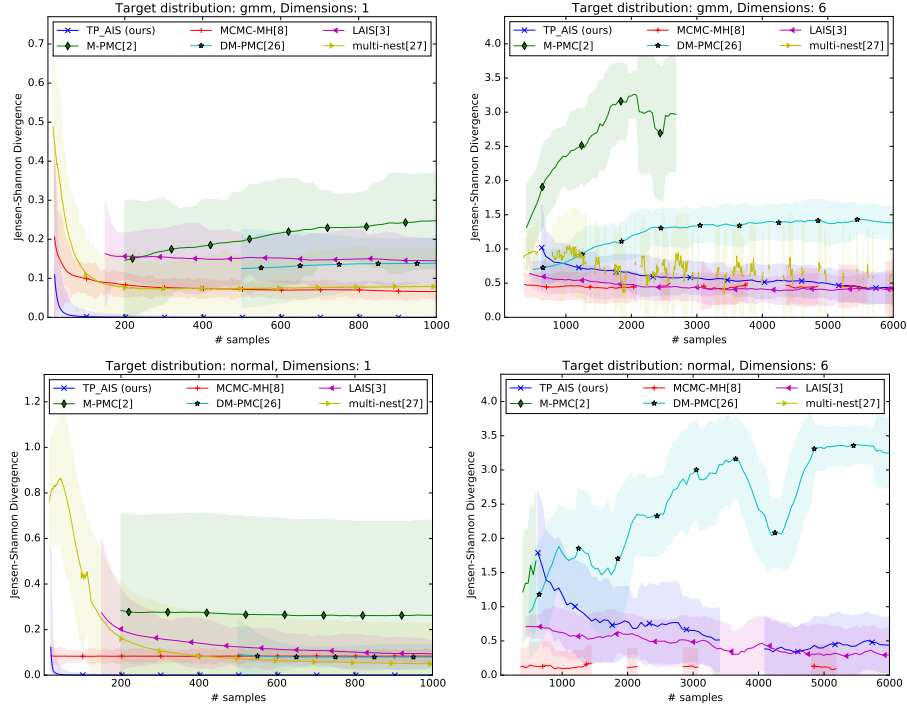 Target distribution: gmm, Dimensions: 1
TP_AIS (ours) MCMC-MH[8] LAIS[3]
M-PMC[2] DM-PMC[26] multi-nest[27]
Jensen-Shannon Divergence
0.7
0.6
0.5
0.4
0.3
0.2
0.1
0.0
200 400 600 800 1000
# samples
Target distribution: gmm, Dimensions: 6
TP_AIS (ours) MCMC-MH[8] LAIS[3]
M-PMC[2] DM-PMC[26] multi-nest[27]
Jensen-Shannon Divergence
4.0
3.5
3.0
2.5
2.0
1.5
1.0
0.5
0.0
1000 2000 3000 4000 5000 6000
# samples
Target distribution: normal, Dimensions: 1
TP_AIS (ours) MCMC-MH[8] LAIS[3]
M-PMC[2] DM-PMC[26] multi-nest[27]
Jensen-Shannon Divergence
1.2
1.0
0.8
0.6
0.4
0.2
0.0
200 400 600 800 1000
# samples
Target distribution: normal, Dimensions: 6
TP_AIS (ours) MCMC-MH[8] LAIS[3]
M-PMC[2] DM-PMC[26] multi-nest[27]
Jensen-Shannon Divergence
4.0
3.5
3.0
2.5
2.0
1.5
1.0
0.5
0.0
1000 2000 3000 4000 5000 6000
# samples